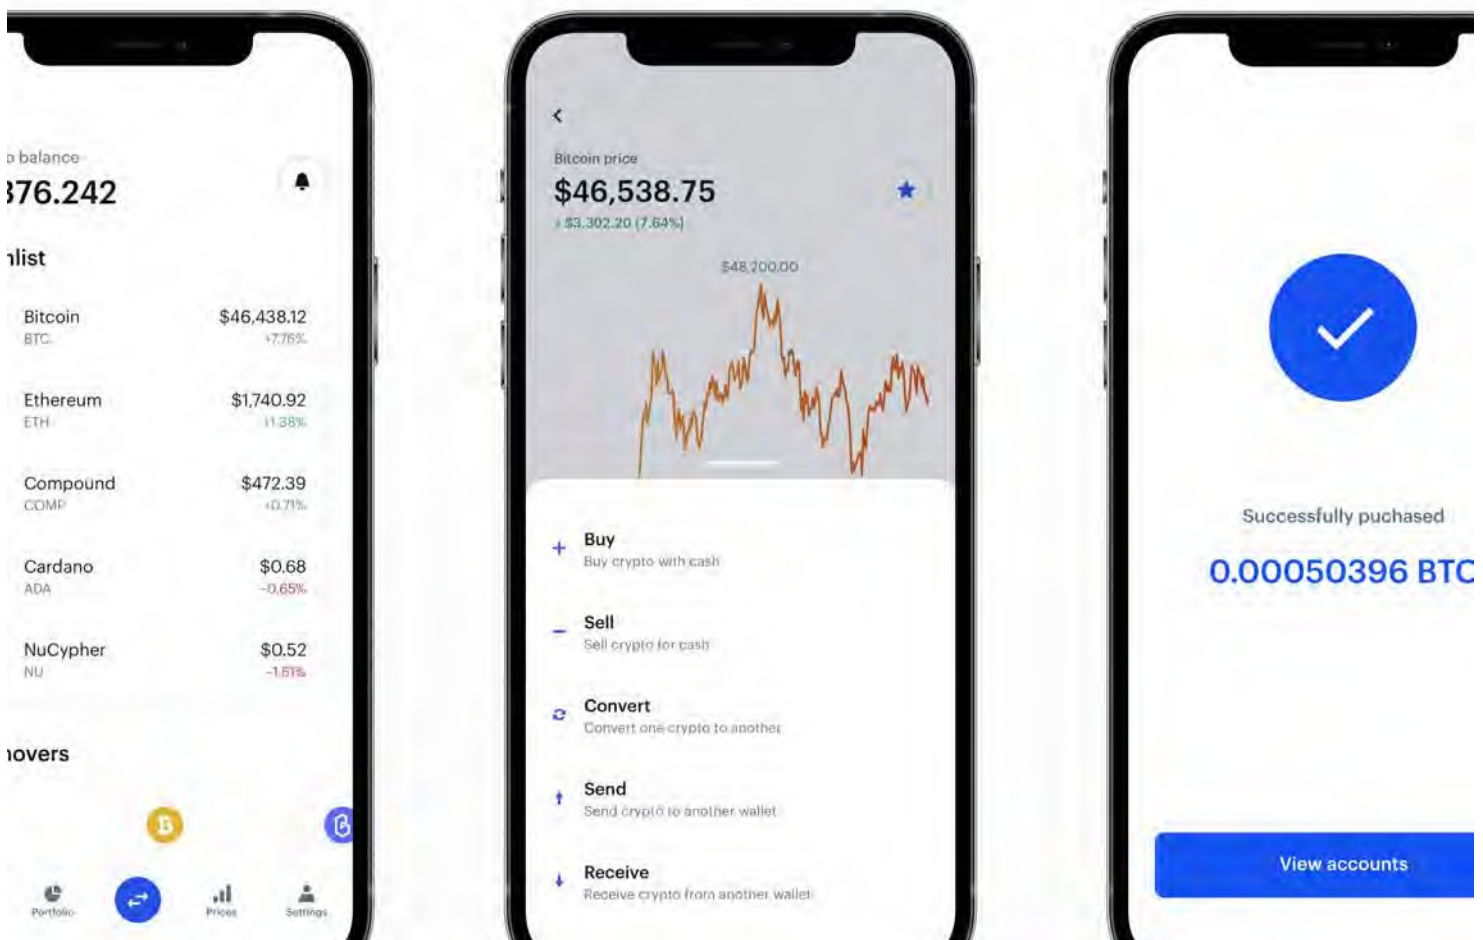 balance
376.242
Bitcoin
$46,438.12
BTC
+7.76%
Ethereum
$1,740.92
ETH
+1.38%
Compound
$472.39
COMP
+0.71%
Cardano
$0.68
ADA
-0.65%
NuCypher
$0.52
NU
-1.61%
Portfolio
Prices
Settings
Bitcoin price
$46,538.75
$3,302.20 (7.64%)
$48,200.00
Buy
Buy crypto with cash
Sell
Sell crypto for cash
Convert
Convert one crypto to another
Send
Send crypto to another wallet
Receive
Receive crypto from another wallet
Successfully puchased
0.00050396 BTC
View accounts